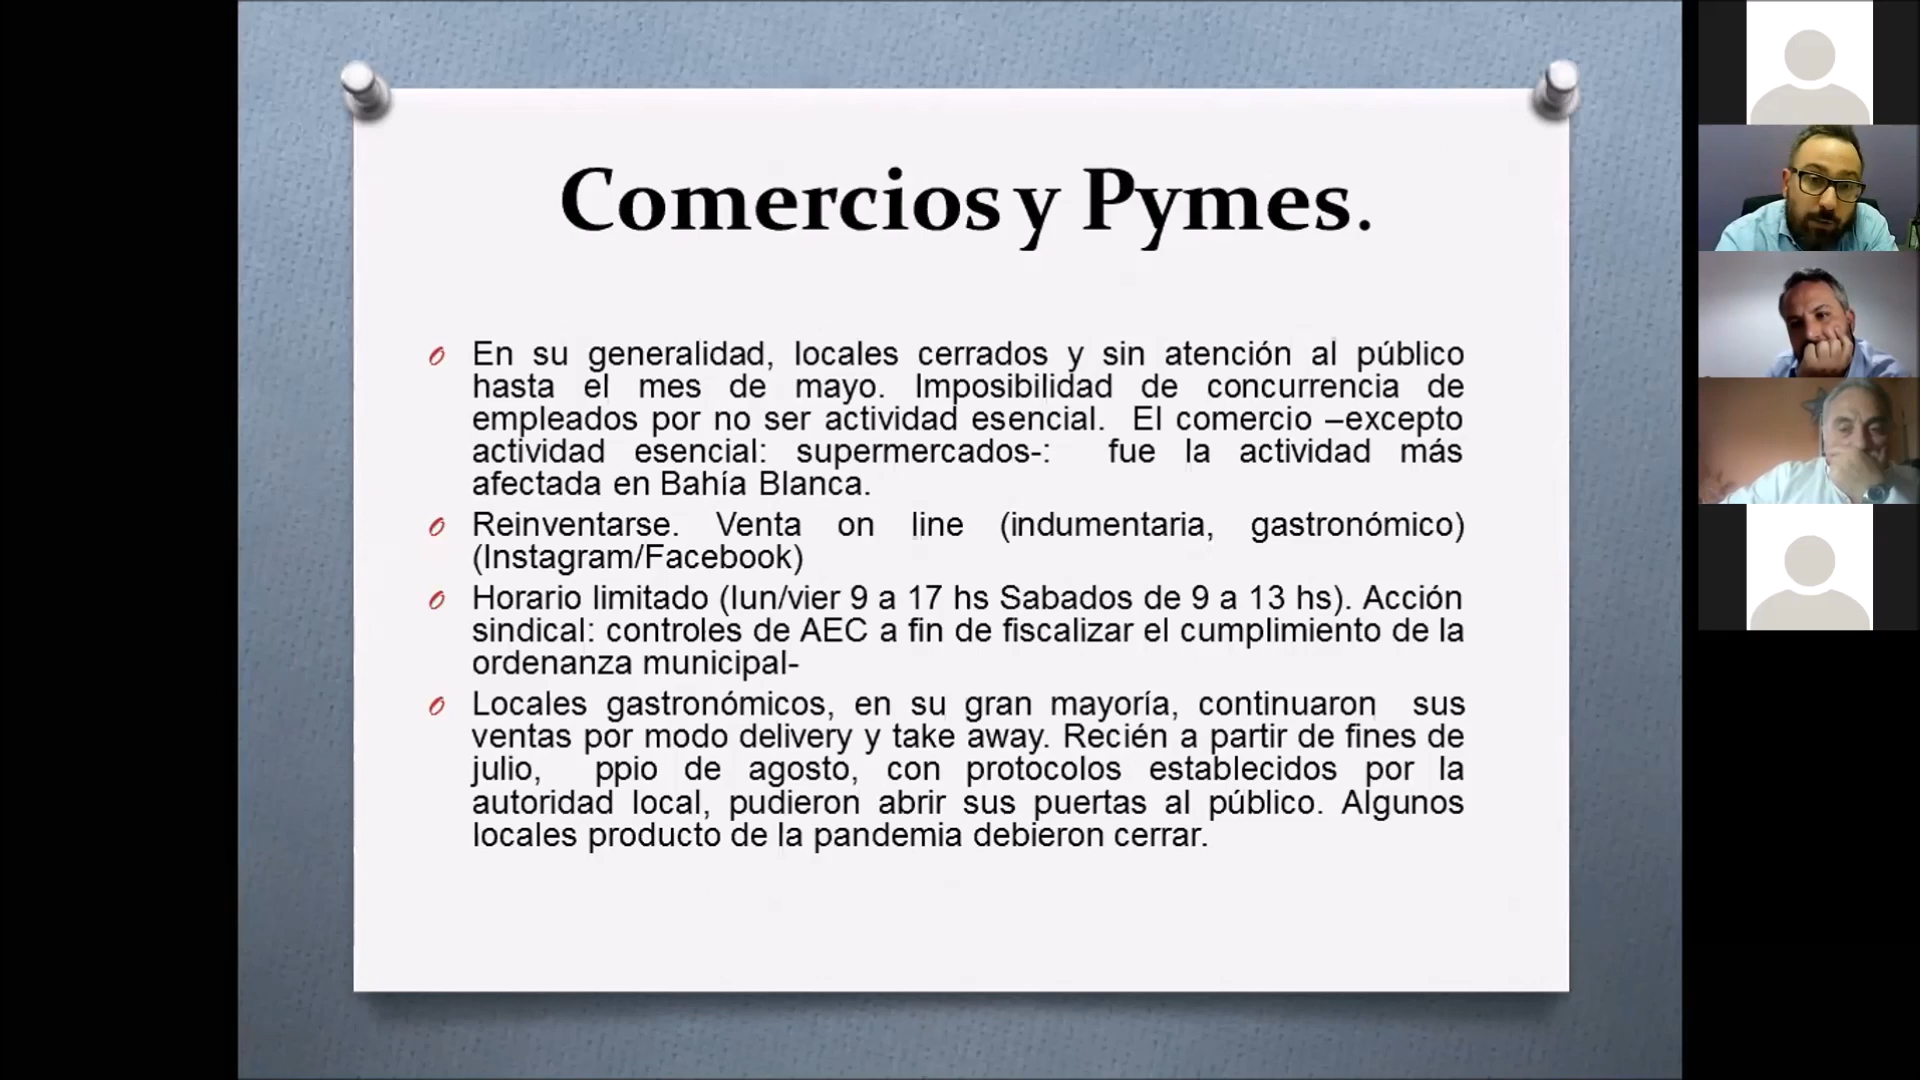 Comercios y Pymes.
En su generalidad, locales cerrados y sin atención al público
hasta el mes de mayo. Imposibilidad de concurrencia de
empleados por no ser actividad esencial. El comercio –excepto
actividad esencial: supermercados-: fue la actividad más
afectada en Bahía Blanca.
Reinventarse. Venta on line (indumentaria, gastronómico)
(Instagram/Facebook)
Horario limitado (lun/vier 9 a 17 hs Sabados de 9 a 13 hs). Acción
sindical: controles de AEC a fin de fiscalizar el cumplimiento de la
ordenanza municipal-
Locales gastronómicos, en su gran mayoría, continuaron sus
ventas por modo delivery y take away. Recién a partir de fines de
julio, ppio de agosto, con protocolos establecidos por la
autoridad local, pudieron abrir sus puertas al público. Algunos
locales producto de la pandemia debieron cerrar.